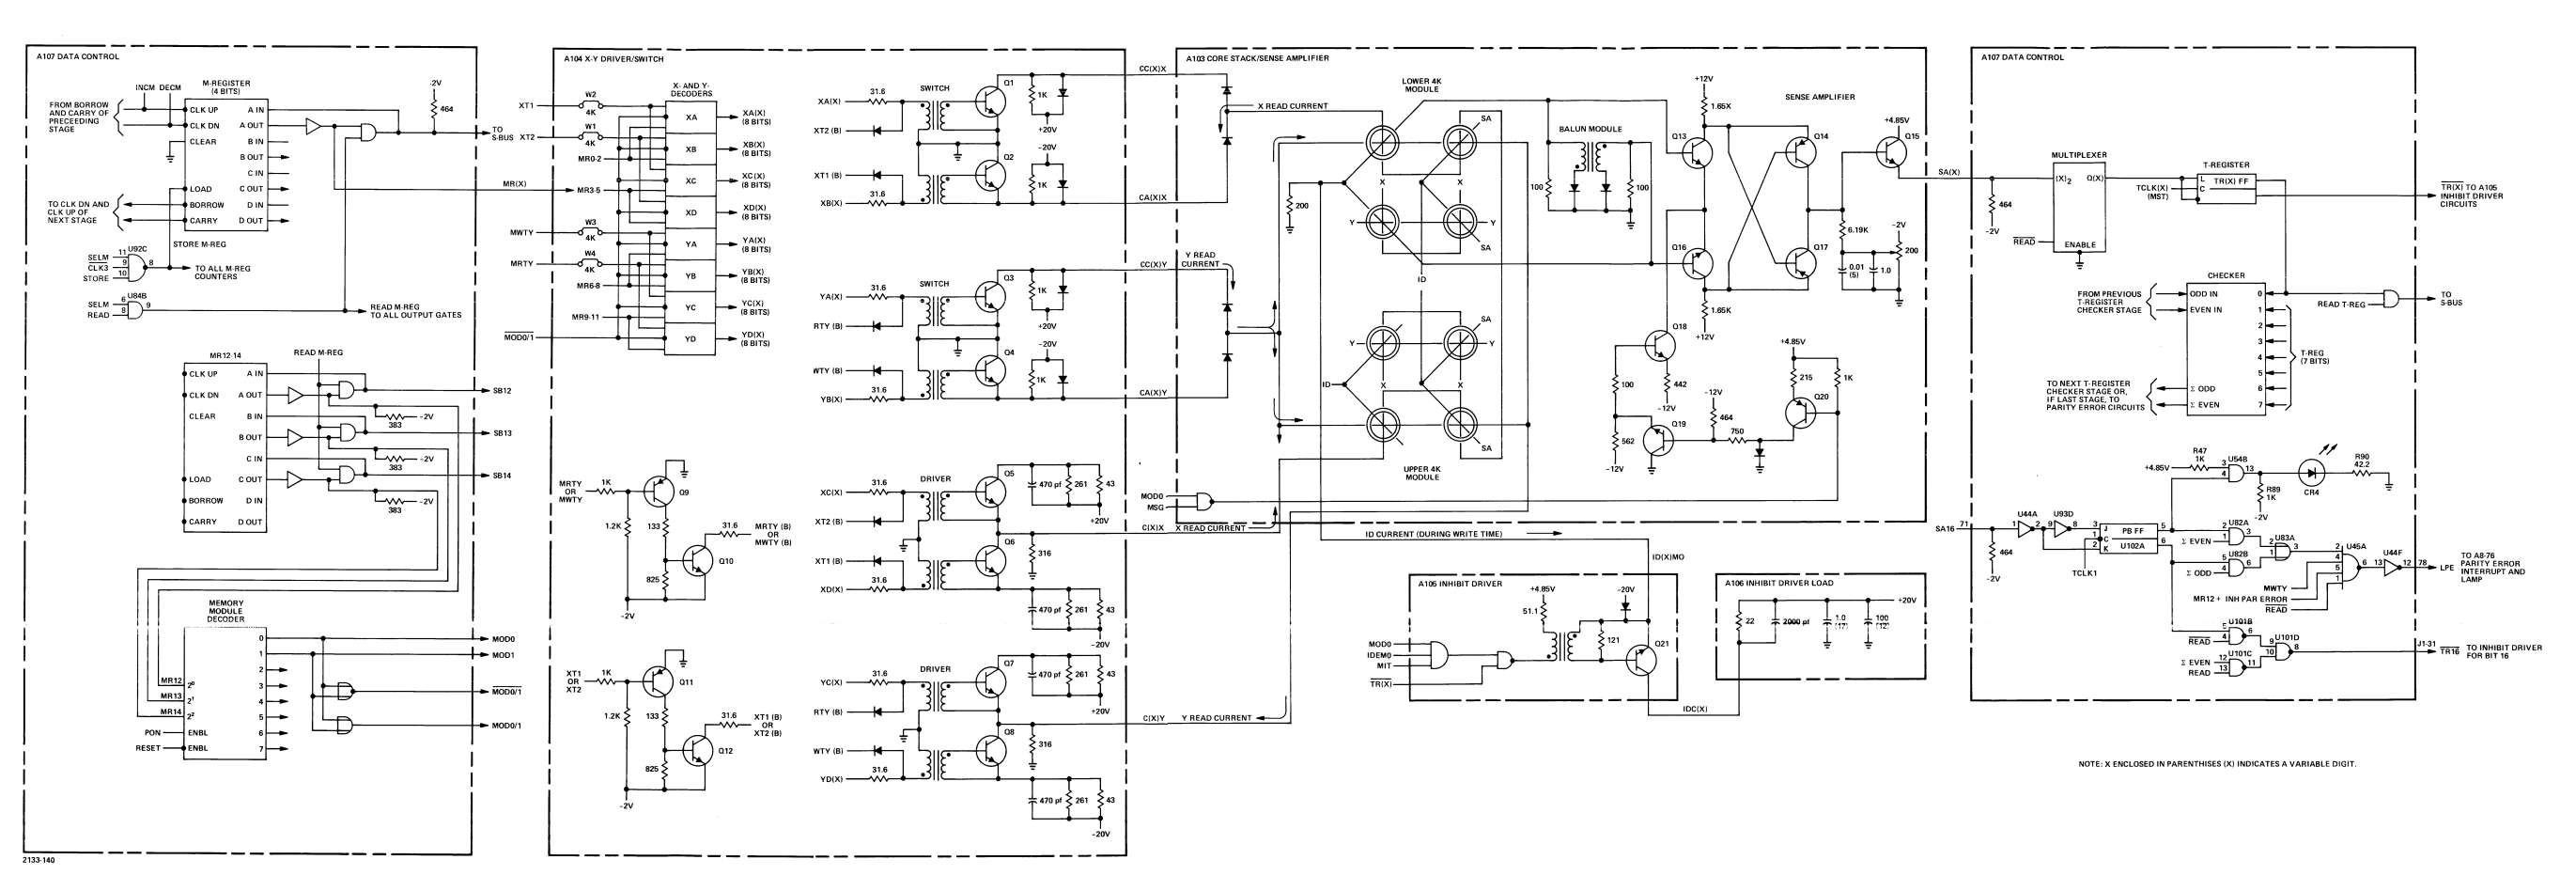 A107 DATA CONTROL
M-REGISTER
(4 BITS)
INCM DECM
FROM BORROW
AND CARRY OF
PRECEEDING
STAGE
CLK UP
CLK DN
CLEAR
LOAD
BORROW
CARRY
A IN
A OUT
B IN
B OUT
C IN
C OUT
D IN
D OUT
-2V
464
TO
S-BUS
MR(X)
TO CLK DN AND
CLK UP OF
NEXT STAGE
STORE M-REG
SELM
CLK3
STORE
11
9
10
U92C
8
TO ALL M-REG
COUNTERS
SELM
READ
6
8
U84B
9
READ M-REG
TO ALL OUTPUT GATES
MR12-14
READ M-REG
CLK UP
CLK DN
CLEAR
LOAD
BORROW
CARRY
A IN
A OUT
B IN
B OUT
C IN
C OUT
D IN
D OUT
383
-2V
383
-2V
383
-2V
SB12
SB13
SB14
MEMORY
MODULE
DECODER
MR12
MR13
MR14
2⁰
2¹
2²
PON
RESET
ENBL
ENBL
0
1
2
3
4
5
6
7
MOD0
MOD1
MOD0/1
MOD0/1
2133-140
A104 X-Y DRIVER/SWITCH
X- AND Y-
DECODERS
XT1
W2
4K
XT2
W1
4K
MR0-2
MR3-5
MWTY
W3
4K
MRTY
W4
4K
MR6-8
MR9-11
MOD0/1
XA
XB
XC
XD
YA
YB
YC
YD
XA(X)
(8 BITS)
XB(X)
(8 BITS)
XC(X)
(8 BITS)
XD(X)
(8 BITS)
YA(X)
(8 BITS)
YB(X)
(8 BITS)
YC(X)
(8 BITS)
YD(X)
(8 BITS)
XA(X)
31.6
SWITCH
Q1
1K
+20V
XT2 (B)
XT1 (B)
Q2
-20V
1K
31.6
XB(X)
CC(X)X
CA(X)X
YA(X)
31.6
SWITCH
Q3
1K
+20V
RTY (B)
WTY (B)
Q4
-20V
1K
31.6
YB(X)
CC(X)Y
CA(X)Y
MRTY
OR
MWTY
1K
Q9
1.2K
133
31.6
MRTY (B)
OR
MWTY (B)
Q10
825
-2V
XT1
OR
XT2
1K
Q11
1.2K
133
31.6
XT1 (B)
OR
XT2 (B)
Q12
825
-2V
XC(X)
31.6
DRIVER
Q5
470 pf
261
43
+20V
XT2 (B)
XT1 (B)
Q6
316
31.6
XD(X)
470 pf
261
43
-20V
C(X)X
X READ CURRENT
YC(X)
31.6
DRIVER
Q7
470 pf
261
43
+20V
RTY (B)
WTY (B)
Q8
316
31.6
YD(X)
470 pf
261
43
-20V
C(X)Y
Y READ CURRENT
A103 CORE STACK/SENSE AMPLIFIER
LOWER 4K
MODULE
X READ CURRENT
Y READ
CURRENT
200
SA
X
X
Y
Y
SA
ID
SA
Y
Y
ID
X
X
SA
UPPER 4K
MODULE
BALUN MODULE
100
100
+12V
1.65X
SENSE AMPLIFIER
Q13
Q14
+4.85V
Q15
Q16
Q17
6.19K
-2V
200
0.01
(5)
1.0
1.65K
+12V
Q18
100
442
-12V
Q19
562
-12V
-12V
464
750
+4.85V
215
1K
Q20
MOD0
MSG
ID CURRENT (DURING WRITE TIME)
ID(X)MO
A105 INHIBIT DRIVER
+4.85V
51.1
-20V
121
Q21
MOD0
IDEM0
MIT
TR(X)
IDC(X)
A106 INHIBIT DRIVER LOAD
+20V
22
2000 pf
1.0
(17)
100
(12)
A107 DATA CONTROL
SA(X)
464
-2V
MULTIPLEXER
(X)₂
Q(X)
ENABLE
READ
T-REGISTER
L
C
TR(X) FF
TCLK(X)
(MST)
TR(X) TO A105
INHIBIT DRIVER
CIRCUITS
CHECKER
FROM PREVIOUS
T-REGISTER
CHECKER STAGE
ODD IN
EVEN IN
0
1
2
3
4
5
6
7
READ T-REG
TO
S-BUS
T-REG
(7 BITS)
TO NEXT T-REGISTER
CHECKER STAGE OR,
IF LAST STAGE, TO
PARITY ERROR CIRCUITS
Σ ODD
Σ EVEN
R47
1K
+4.85V
3
4
U54B
13
R89
1K
-2V
CR4
R90
42.2
SA16
71
464
-2V
1
U44A
2
9
U93D
8
3
1
2
J
C
K
PB FF
U102A
5
6
TCLK1
Σ EVEN
2
1
U82A
3
Σ ODD
5
4
U82B
6
2
1
U83A
3
2
4
5
1
U45A
6
13
U44F
12
78
LPE
MWTY
MR12 + INH PAR ERROR
READ
TO A8-76
PARITY ERROR
INTERRUPT AND
LAMP
READ
5
4
U101B
6
Σ EVEN
READ
12
13
U101C
11
9
10
U101D
8
J1-31
TR16
TO INHIBIT DRIVER
FOR BIT 16
NOTE: X ENCLOSED IN PARENTHISES (X) INDICATES A VARIABLE DIGIT.